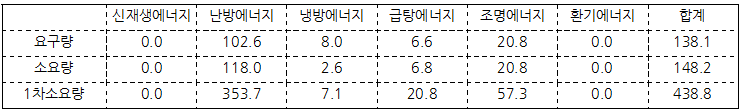 신재생에너지 난방에너지 냉방에너지 급탕에너지 조명에너지 환기에너지 합계
요구량 0.0 102.6 8.0 6.6 20.8 0.0 138.1
소요량 0.0 118.0 2.6 6.8 20.8 0.0 148.2
1차소요량 0.0 353.7 7.1 20.8 57.3 0.0 438.8